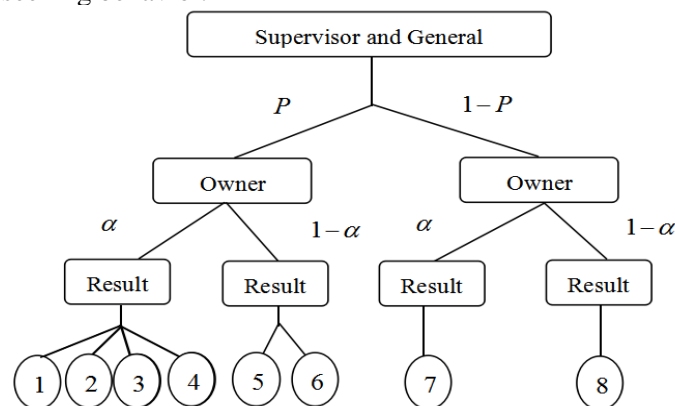 Supervisor and General
P 1−P
Owner Owner
α 1−α α 1−α
Result Result Result Result
1 2 3 4 5 6 7 8